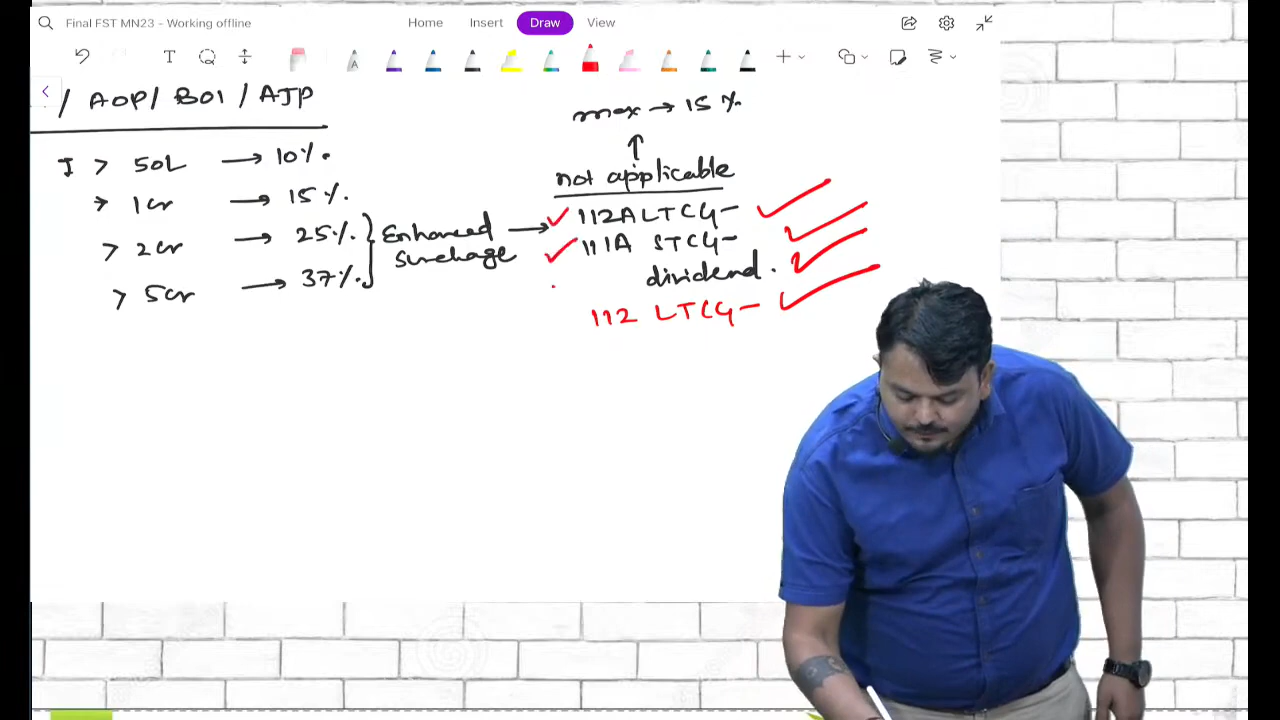 Final FST MN23 - Working offline
Home Insert Draw View
/ AOP / BOI / AJP
I > 50L → 10%.
> 1cr → 15%.
> 2cr → 25%.
> 5cr → 37%.
Enhanced
Surchage →
max → 15%
↑
not applicable
112A LTCG
111A STCG
dividend.
112 LTCG